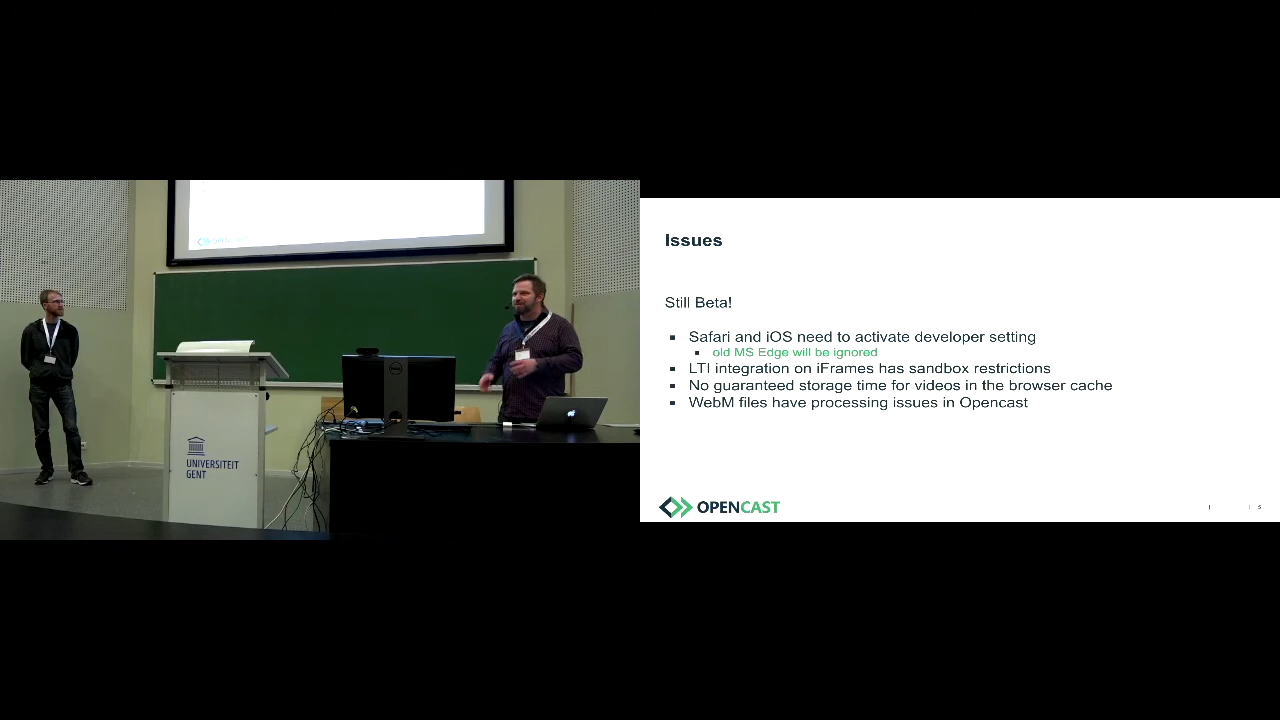 UNIVERSITEIT
GENT
DELL
Issues
Still Beta!
Safari and iOS need to activate developer setting
old MS Edge will be ignored
LTI integration on iFrames has sandbox restrictions
No guaranteed storage time for videos in the browser cache
WebM files have processing issues in Opencast
OPENCAST